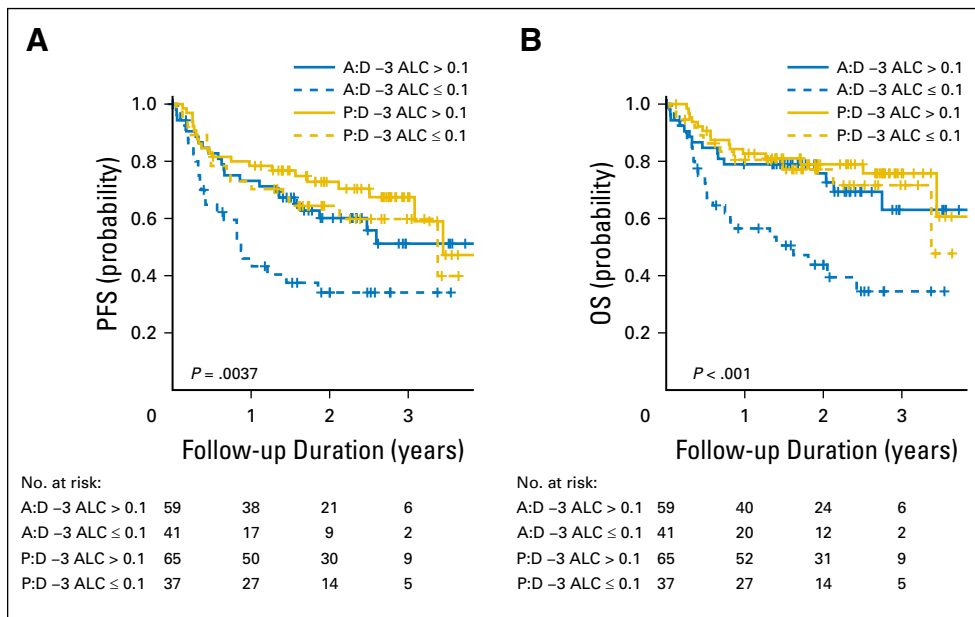 A
A:D –3 ALC > 0.1
A:D –3 ALC ≤ 0.1
P:D –3 ALC > 0.1
P:D –3 ALC ≤ 0.1
1.0
0.8
0.6
0.4
0.2
PFS (probability)
P = .0037
0 1 2 3
Follow-up Duration (years)
No. at risk:
A:D –3 ALC > 0.1 59 38 21 6
A:D –3 ALC ≤ 0.1 41 17 9 2
P:D –3 ALC > 0.1 65 50 30 9
P:D –3 ALC ≤ 0.1 37 27 14 5
B
A:D –3 ALC > 0.1
A:D –3 ALC ≤ 0.1
P:D –3 ALC > 0.1
P:D –3 ALC ≤ 0.1
1.0
0.8
0.6
0.4
0.2
OS (probability)
P < .001
0 1 2 3
Follow-up Duration (years)
No. at risk:
A:D –3 ALC > 0.1 59 40 24 6
A:D –3 ALC ≤ 0.1 41 20 12 2
P:D –3 ALC > 0.1 65 52 31 9
P:D –3 ALC ≤ 0.1 37 27 14 5